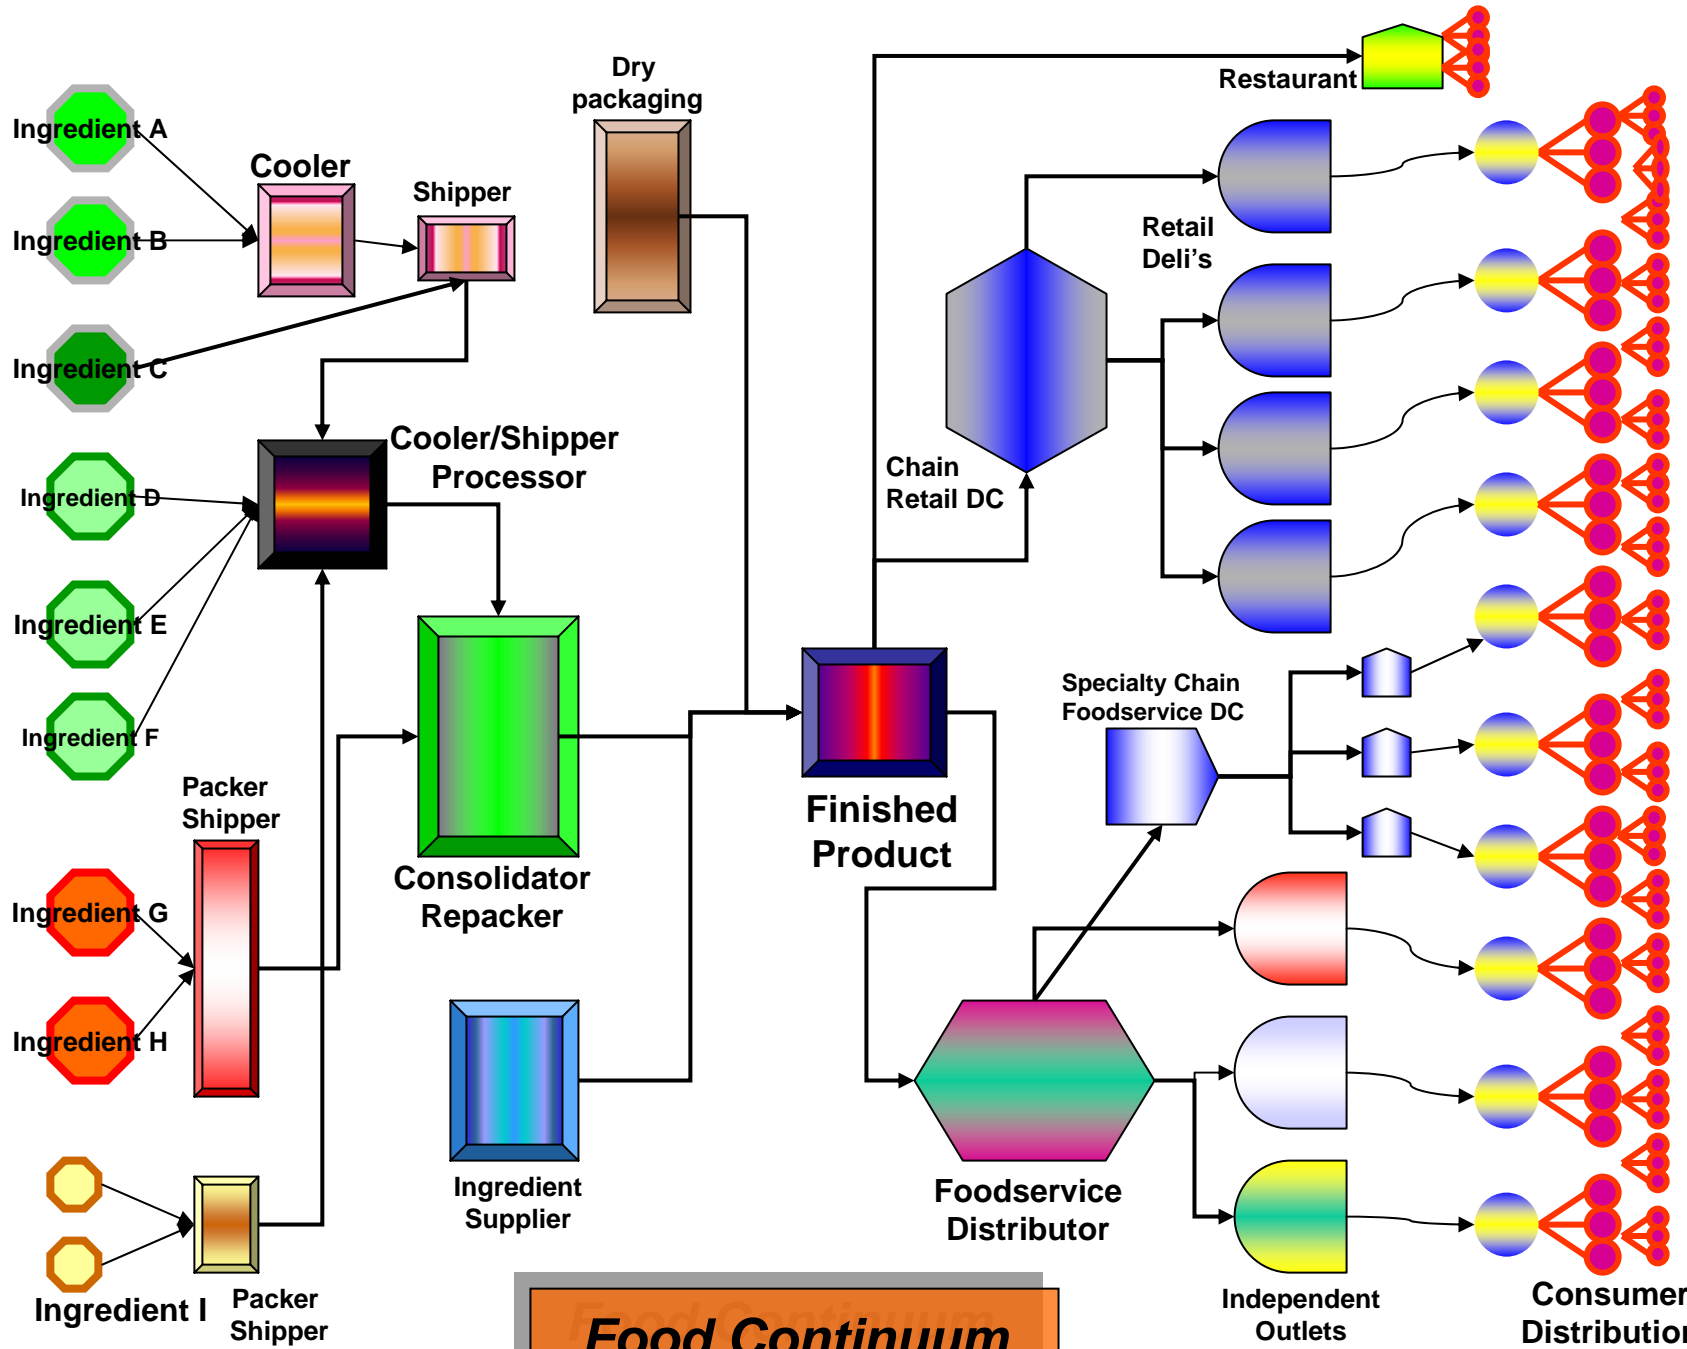 Dry
packaging
Restaurant
Ingredient A
Cooler
Shipper
Ingredient B
Retail
Deli's
Ingredient C
Cooler/Shipper
Processor
Chain
Retail DC
Ingredient D
Ingredient E
Ingredient F
Specialty Chain
Foodservice DC
Packer
Shipper
Finished
Product
Consolidator
Repacker
Ingredient G
Ingredient H
Ingredient
Supplier
Foodservice
Distributor
Ingredient I
Packer
Shipper
Independent
Outlets
Consumer
Distribution
Food Continuum